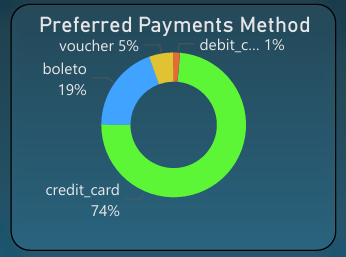 Preferred Payments Method
voucher 5%
debit_c... 1%
boleto
19%
credit_card
74%